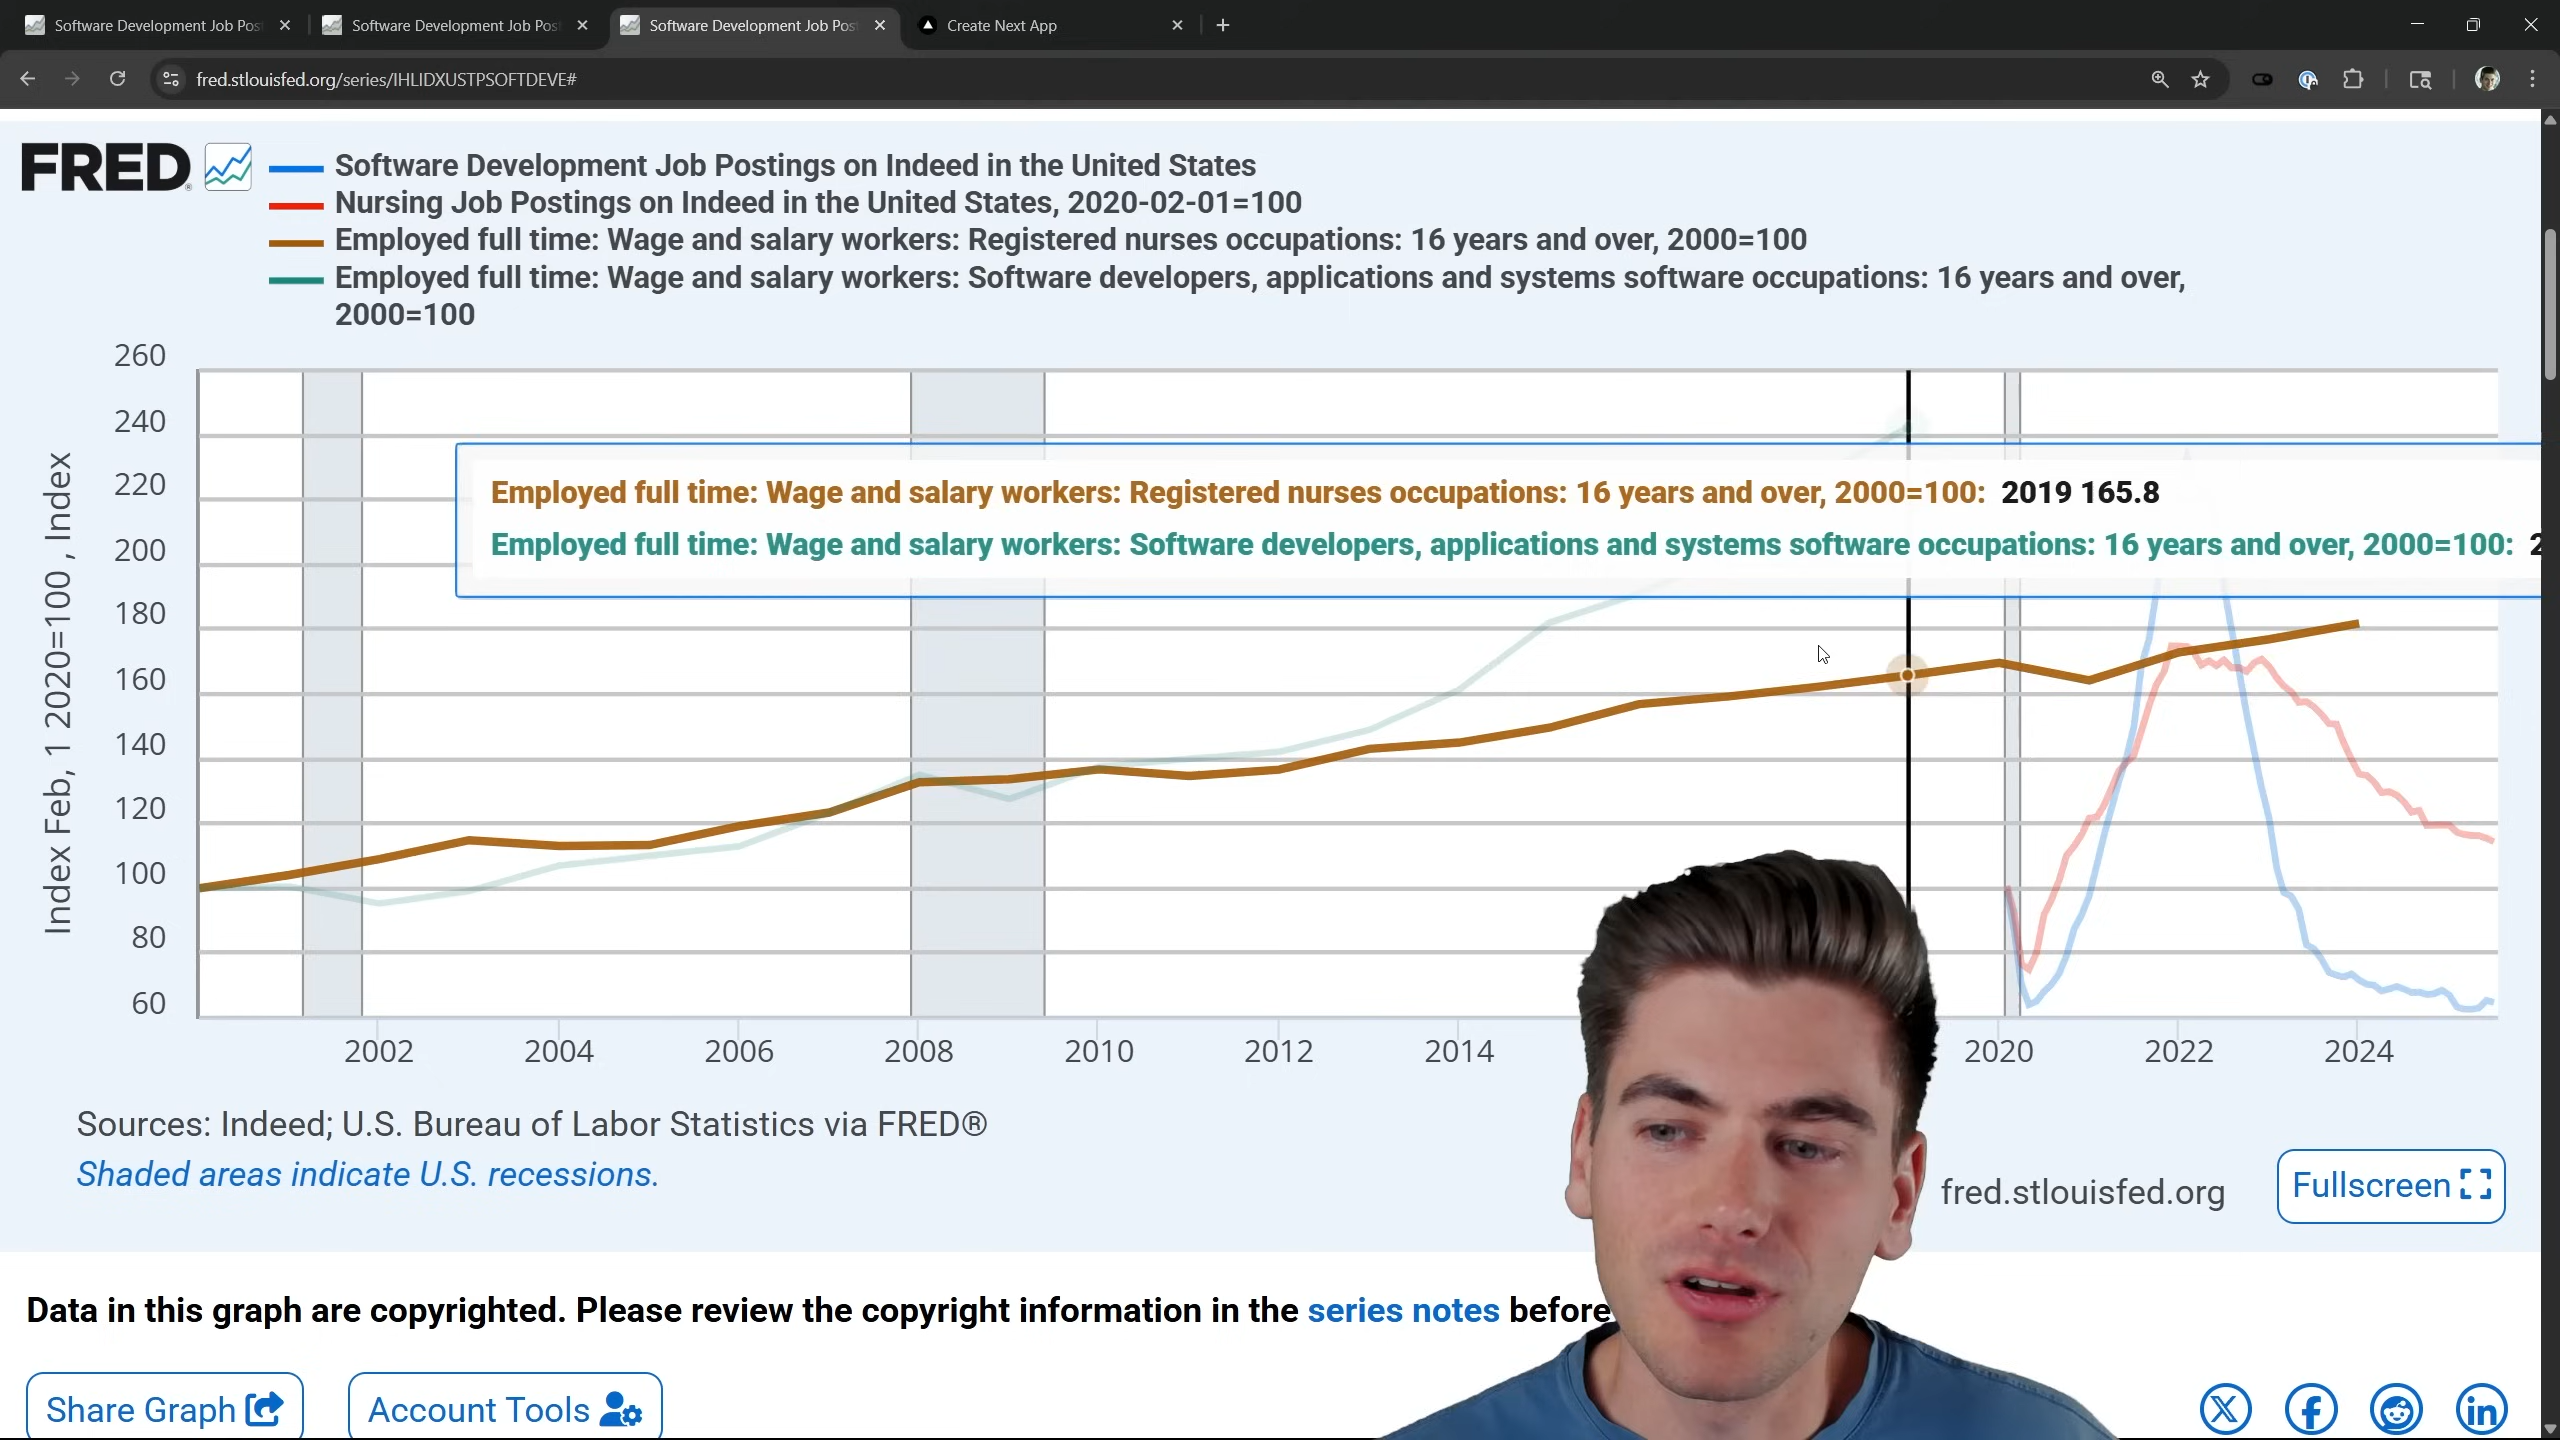 Software Development Job Pos
Software Development Job Pos
Software Development Job Pos
Create Next App
fred.stlouisfed.org/series/IHLIDXUSTPSOFTDEVE#
FRED
Software Development Job Postings on Indeed in the United States
Nursing Job Postings on Indeed in the United States, 2020-02-01=100
Employed full time: Wage and salary workers: Registered nurses occupations: 16 years and over, 2000=100
Employed full time: Wage and salary workers: Software developers, applications and systems software occupations: 16 years and over,
2000=100
260
240
220
200
180
160
140
120
100
80
60
Index Feb, 1 2020=100 , Index
Employed full time: Wage and salary workers: Registered nurses occupations: 16 years and over, 2000=100: 2019 165.8
Employed full time: Wage and salary workers: Software developers, applications and systems software occupations: 16 years and over, 2000=100: 2
2002
2004
2006
2008
2010
2012
2014
2020
2022
2024
Sources: Indeed; U.S. Bureau of Labor Statistics via FRED®
Shaded areas indicate U.S. recessions.
fred.stlouisfed.org
Fullscreen
Data in this graph are copyrighted. Please review the copyright information in the series notes before
Share Graph
Account Tools